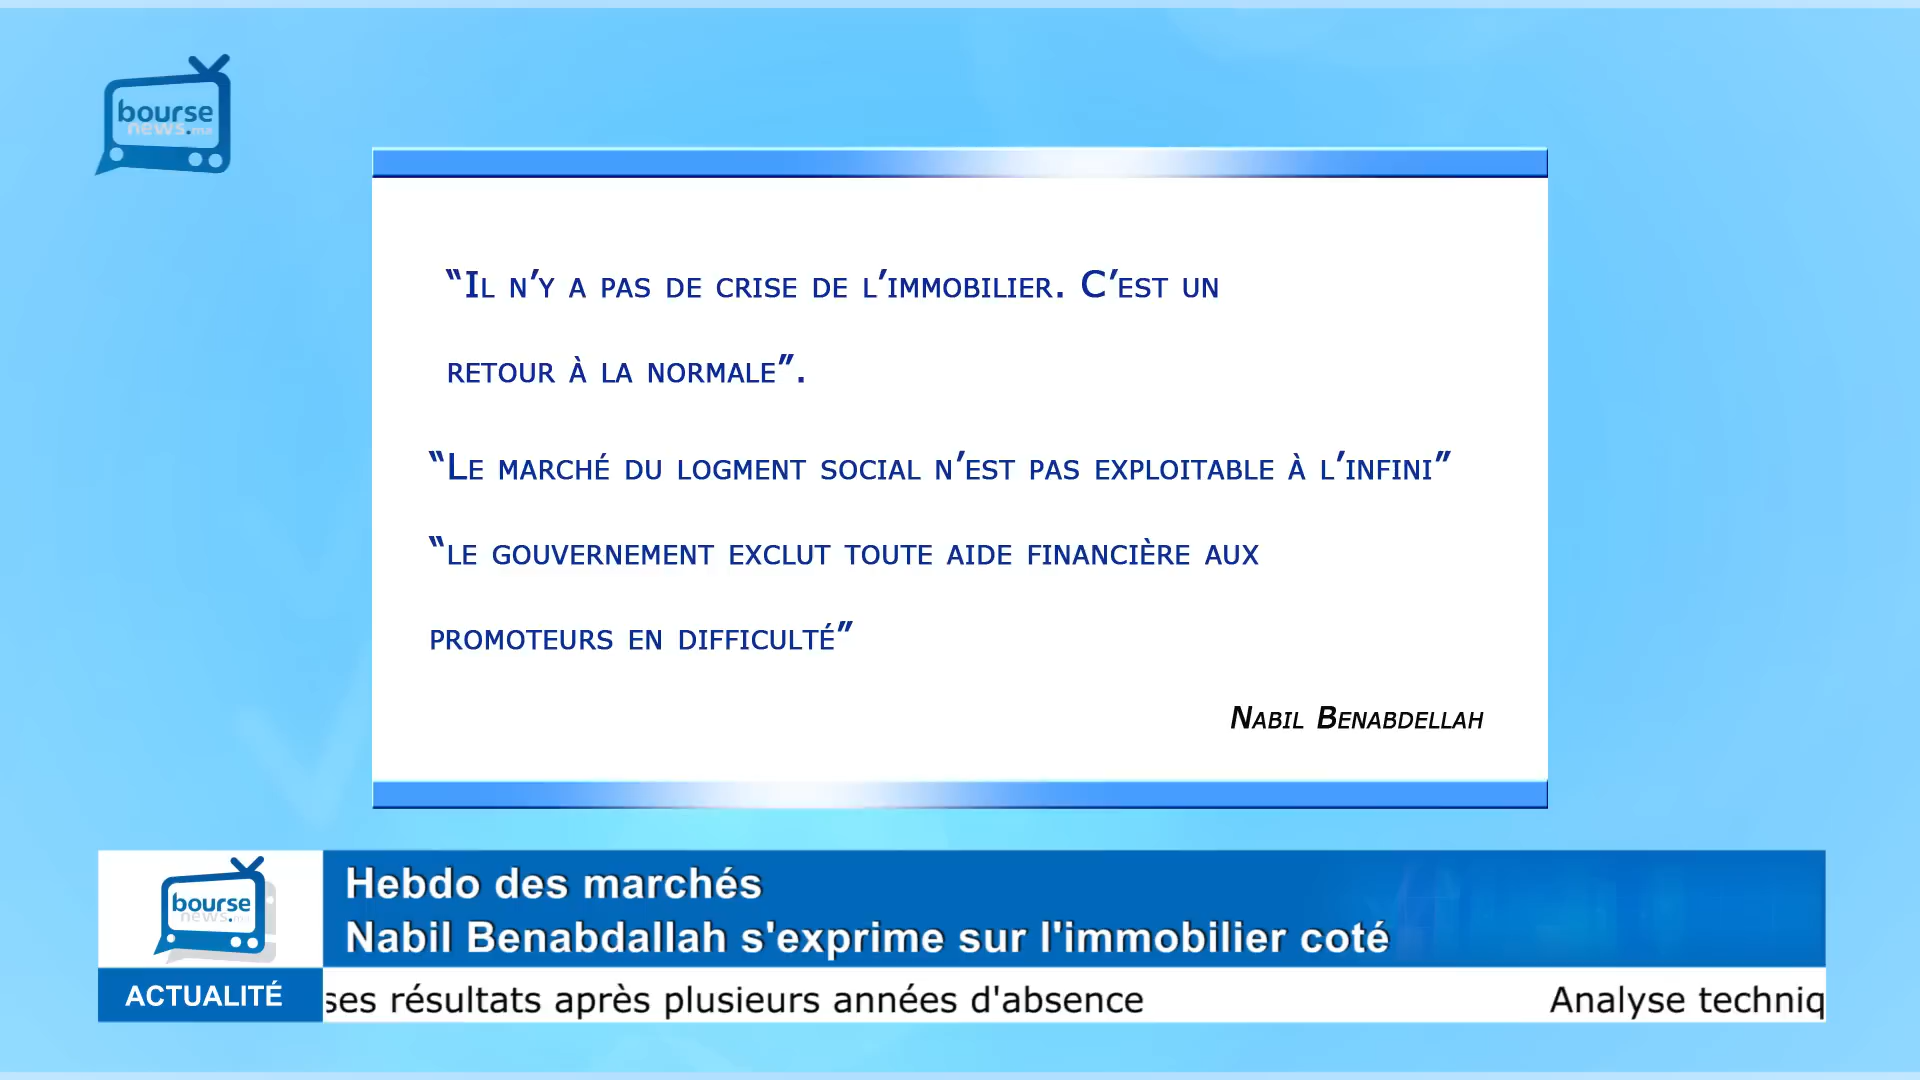 bourse
news.ma
“Il n’y a pas de crise de l’immobilier. C’est un
retour à la normale”.
“Le marché du logment social n’est pas exploitable à l’infini”
“le gouvernement exclut toute aide financière aux
promoteurs en difficulté”
Nabil Benabdellah
bourse
news.ma
Hebdo des marchés
Nabil Benabdallah s'exprime sur l'immobilier coté
ACTUALITÉ
ses résultats après plusieurs années d'absence
Analyse techniq